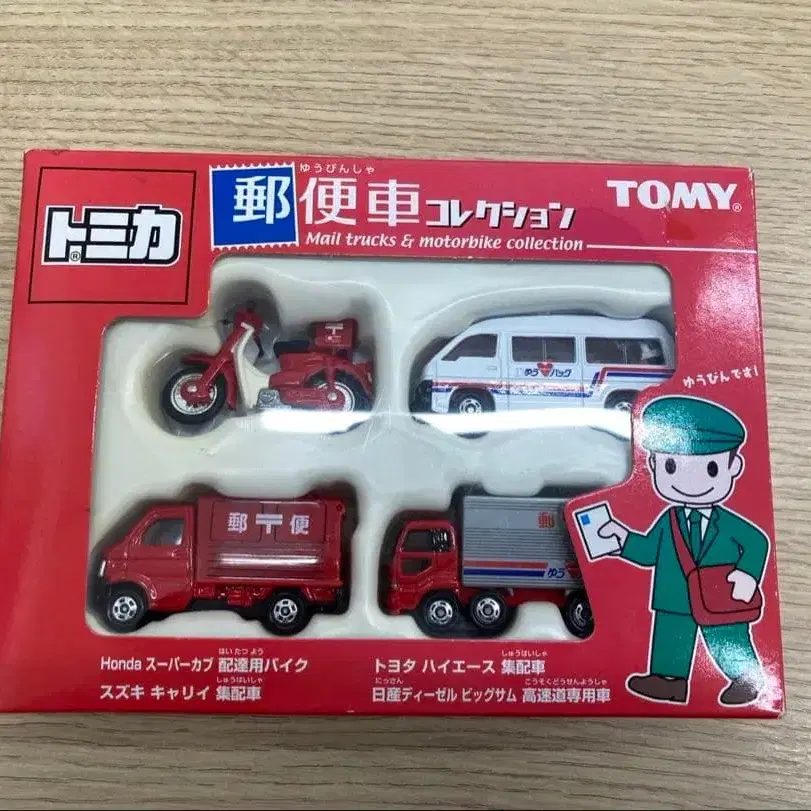 トミカ®
ゆうびんしゃ
郵便車コレクション
Mail trucks & motorbike collection
TOMY®
〒
ゆうパック
ゆうびんです!
郵〒便
郵
ゆう
はいたつよう
Honda スーパーカブ 配達用バイク
しゅうはいしゃ
トヨタ ハイエース 集配車
しゅうはいしゃ
スズキ キャリイ 集配車
にっさん こうそくどうせんようしゃ
日産ディーゼル ビッグサム 高速道専用車